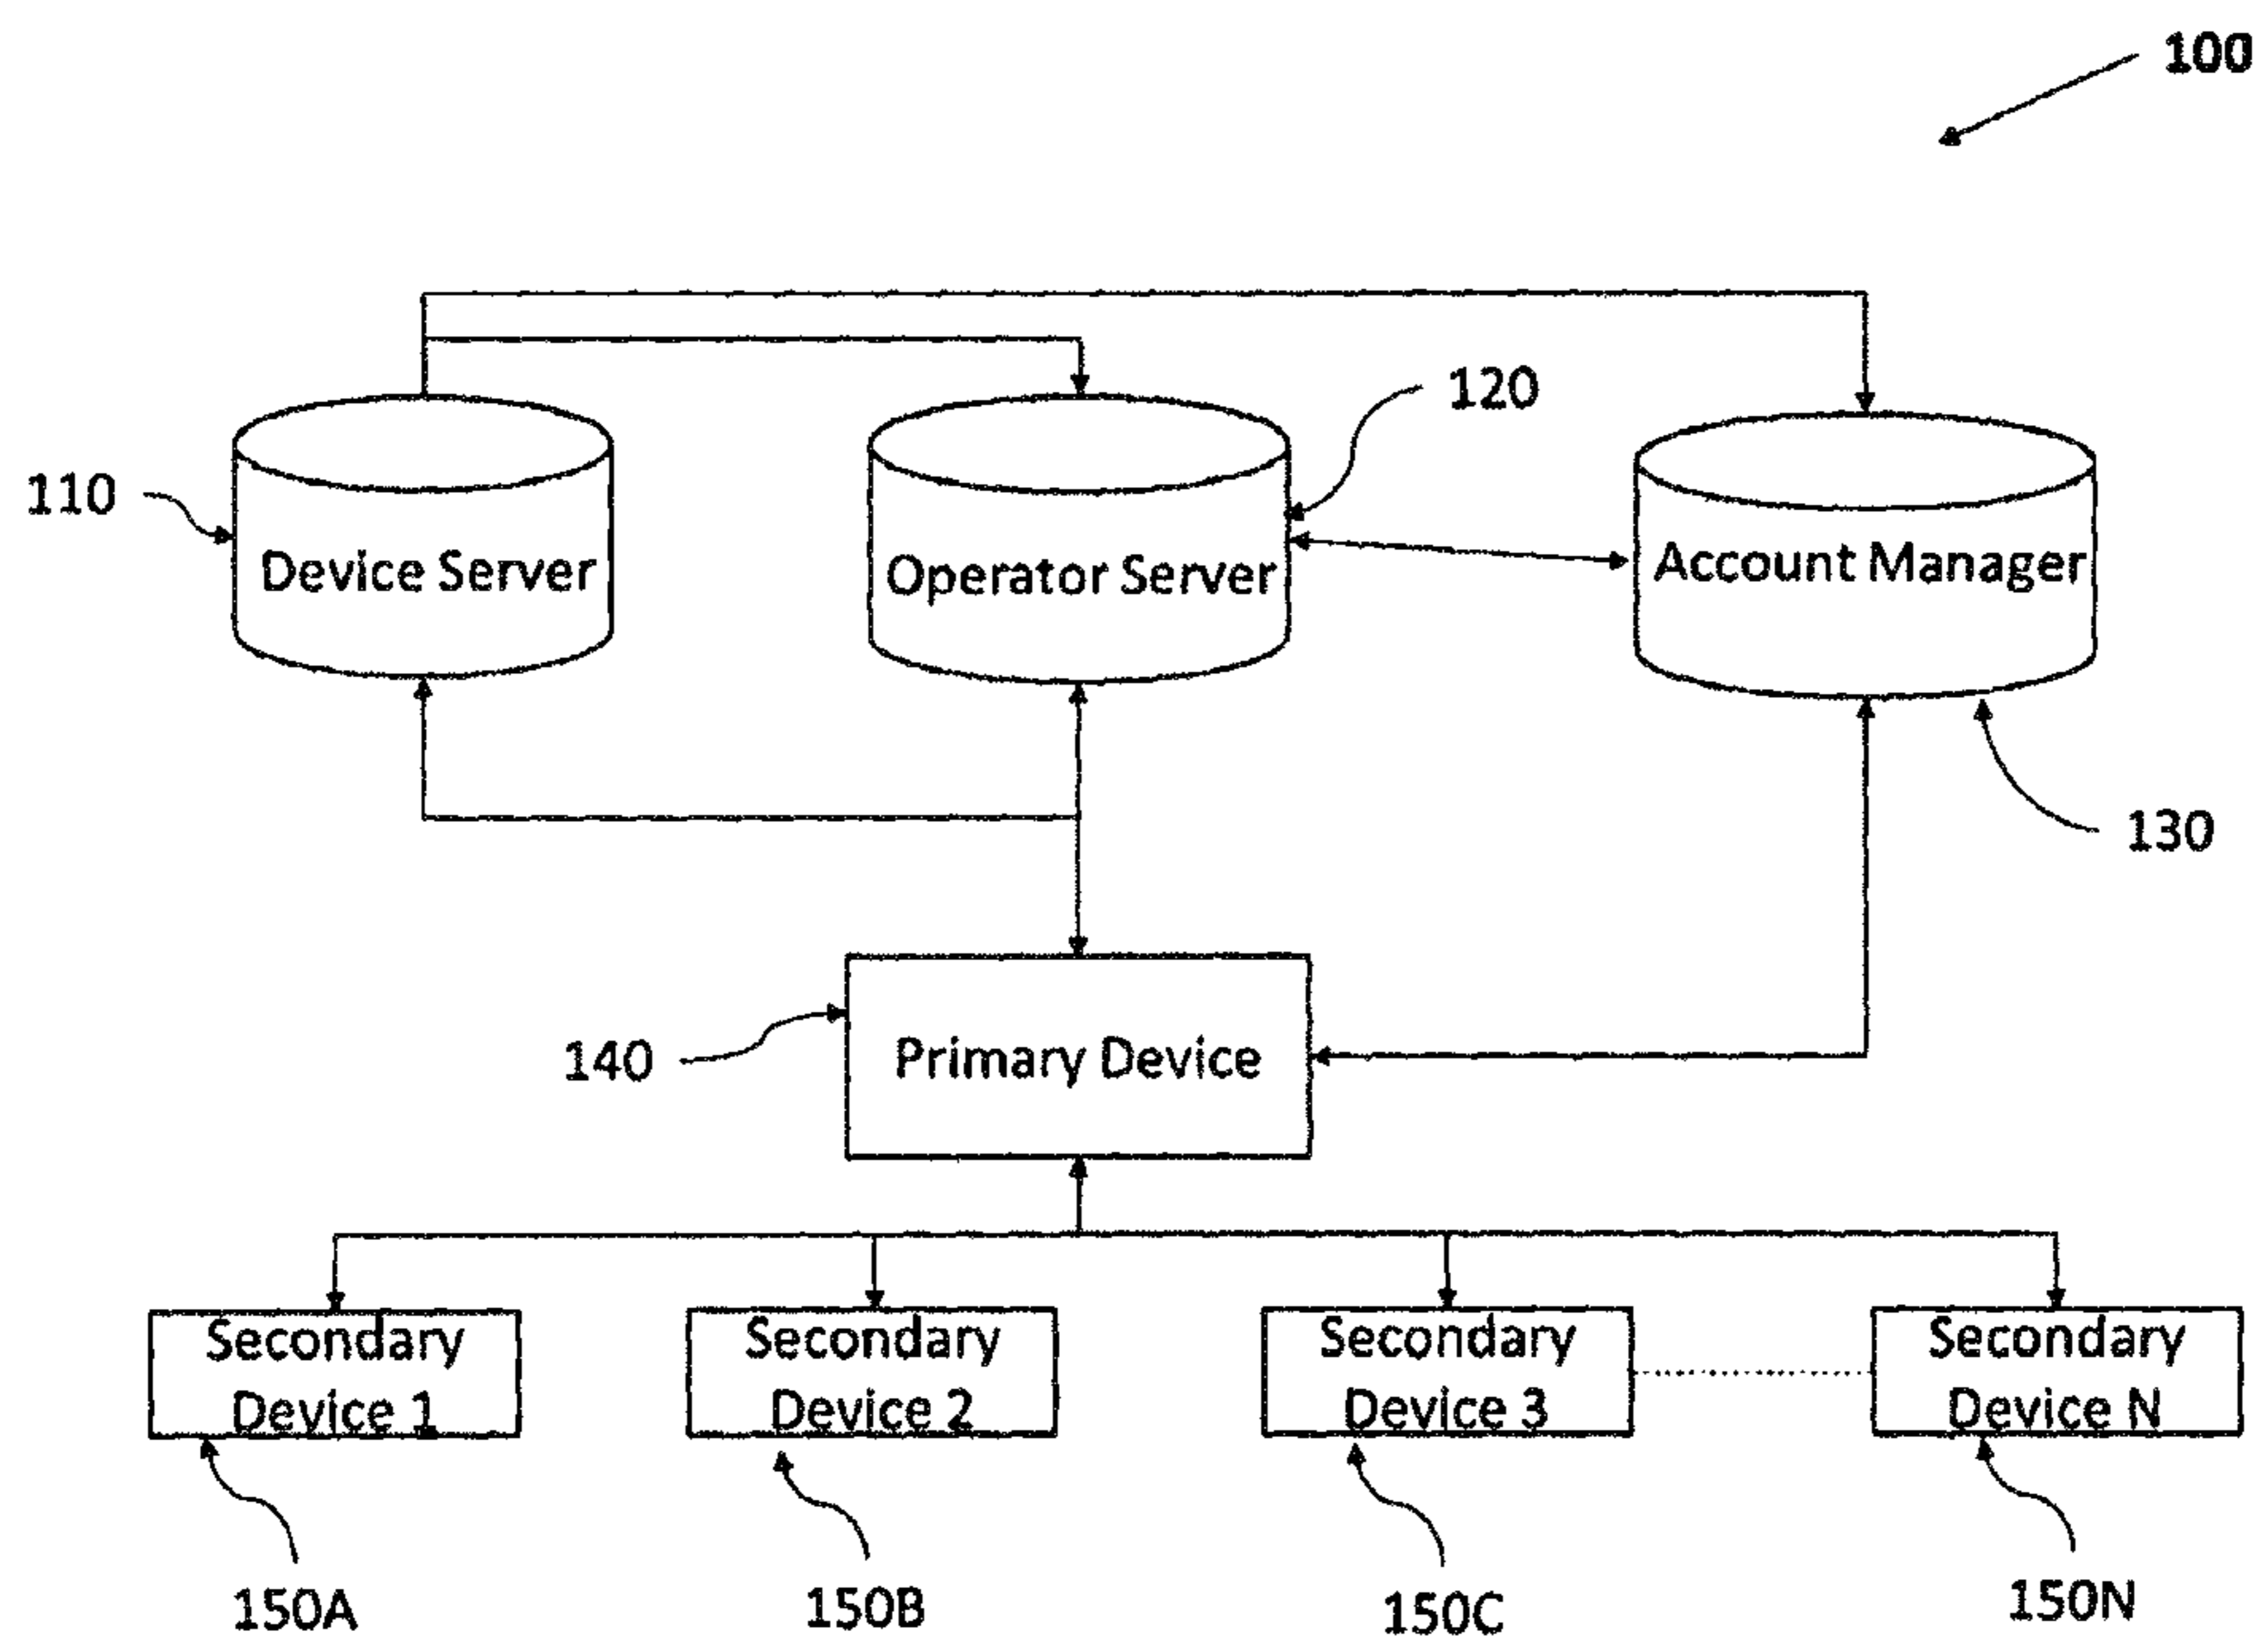 100
120
110
Device Server
Operator Server
Account Manager
130
140
Primary Device
Secondary
Device 1
Secondary
Device 2
Secondary
Device 3
Secondary
Device N
150A
150B
150C
150N